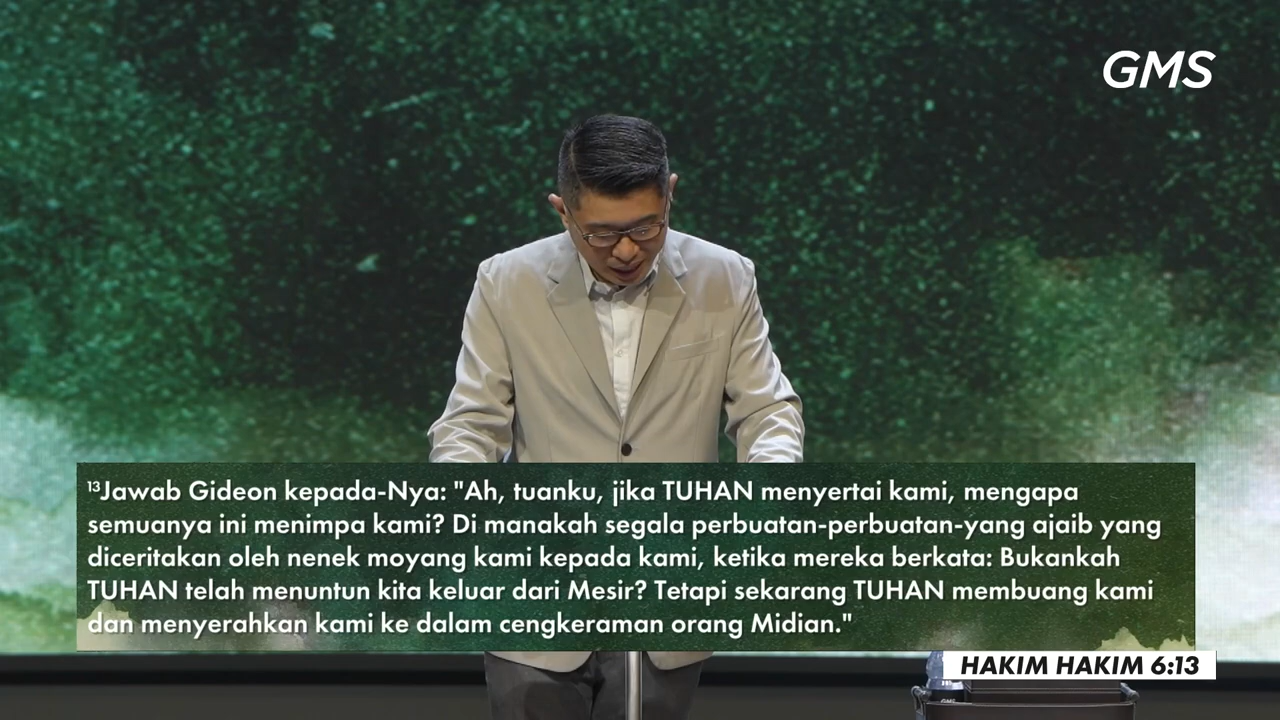 GMS
¹³Jawab Gideon kepada-Nya: "Ah, tuanku, jika TUHAN menyertai kami, mengapa
semuanya ini menimpa kami? Di manakah segala perbuatan-perbuatan-yang ajaib yang
diceritakan oleh nenek moyang kami kepada kami, ketika mereka berkata: Bukankah
TUHAN telah menuntun kita keluar dari Mesir? Tetapi sekarang TUHAN membuang kami
dan menyerahkan kami ke dalam cengkeraman orang Midian."
HAKIM HAKIM 6:13
GMS